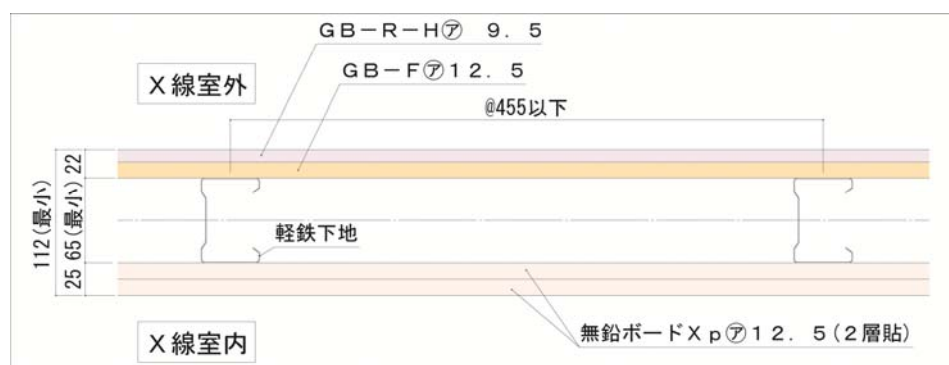 GB－R－H㋐ 9．5
GB－F㋐12．5
X線室外
@455以下
22
65(最小)
112(最小)
25
軽鉄下地
無鉛ボードXp㋐12．5(2層貼)
X線室内